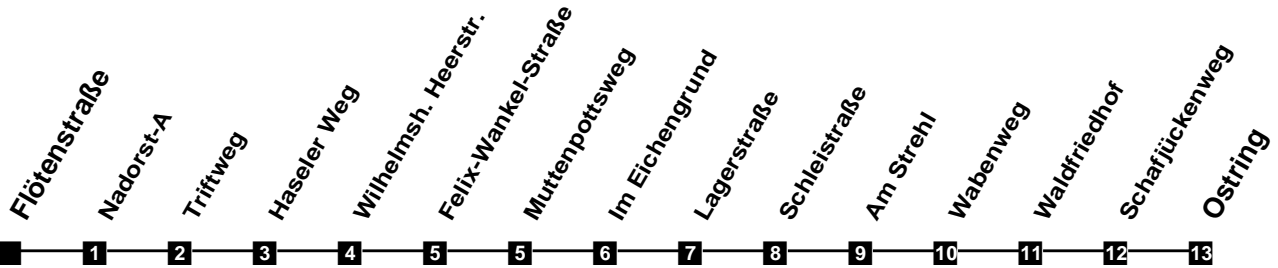 Flötenstraße
Nadorst-A
Triftweg
Haseler Weg
Wilhelmsh. Heerstr.
Felix-Wankel-Straße
Muttenpottsweg
Im Eichengrund
Lagerstraße
Schleistraße
Am Strehl
Wabenweg
Waldfriedhof
Schafjückenweg
Ostring
1 2 3 4 5 5 6 7 8 9 10 11 12 13